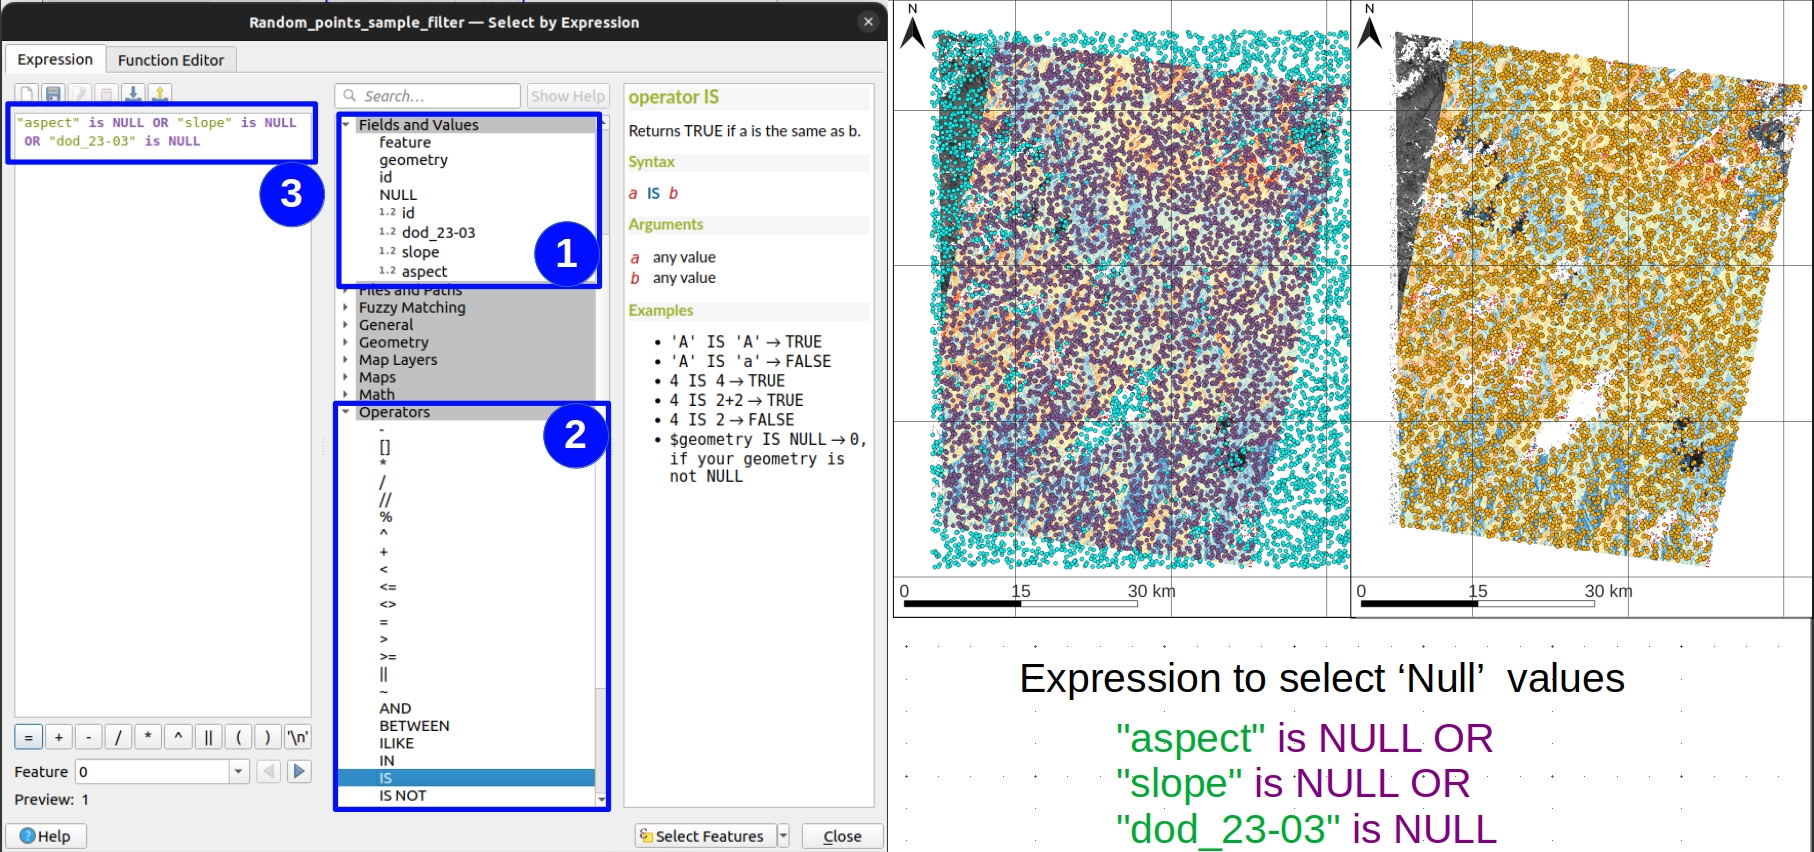 Random_points_sample_filter — Select by Expression
Expression
Function Editor
"aspect" is NULL OR "slope" is NULL
OR "dod_23-03" is NULL
3
= + - / * ^ || ( ) '\n'
Feature 0
Preview: 1
Help
Search...
Show Help
Fields and Values
feature
geometry
id
NULL
1.2 id
1.2 dod_23-03
1.2 slope
1.2 aspect
1
Files and Paths
Fuzzy Matching
General
Geometry
Map Layers
Maps
Math
Operators
2
-
[]
*
/
//
%
^
+
<
<=
<>
=
>
>=
||
~
AND
BETWEEN
ILIKE
IN
IS
IS NOT
operator IS
Returns TRUE if a is the same as b.
Syntax
a IS b
Arguments
a any value
b any value
Examples
• 'A' IS 'A' → TRUE
• 'A' IS 'a' → FALSE
• 4 IS 4 → TRUE
• 4 IS 2+2 → TRUE
• 4 IS 2 → FALSE
• $geometry IS NULL → 0,
if your geometry is
not NULL
Select Features
Close
N
0 15 30 km
N
0 15 30 km
Expression to select ‘Null’ values
"aspect" is NULL OR
"slope" is NULL OR
"dod_23-03" is NULL